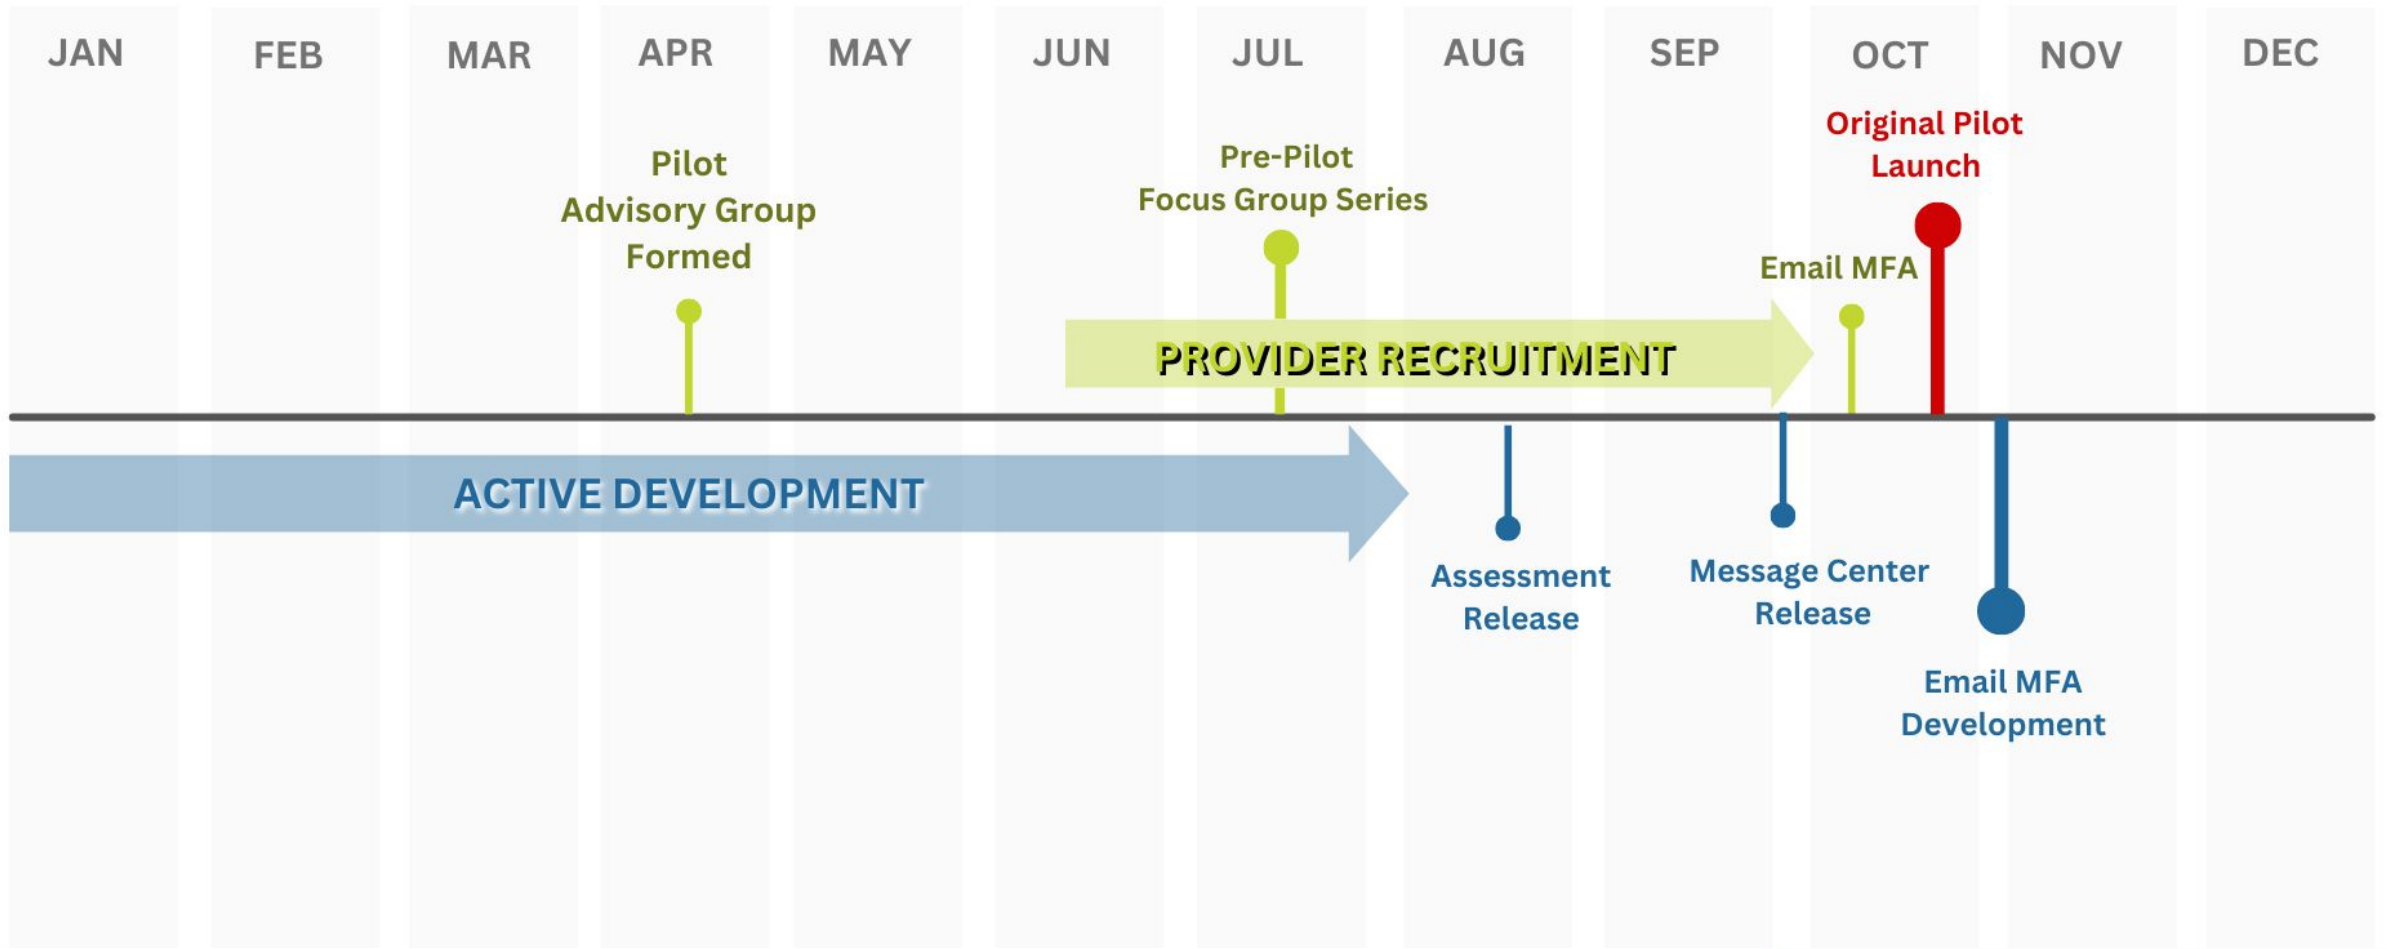 JAN FEB MAR APR MAY JUN JUL AUG SEP OCT NOV DEC
Pilot
Advisory Group
Formed
Pre-Pilot
Focus Group Series
Original Pilot
Launch
Email MFA
PROVIDER RECRUITMENT
ACTIVE DEVELOPMENT
Assessment
Release
Message Center
Release
Email MFA
Development